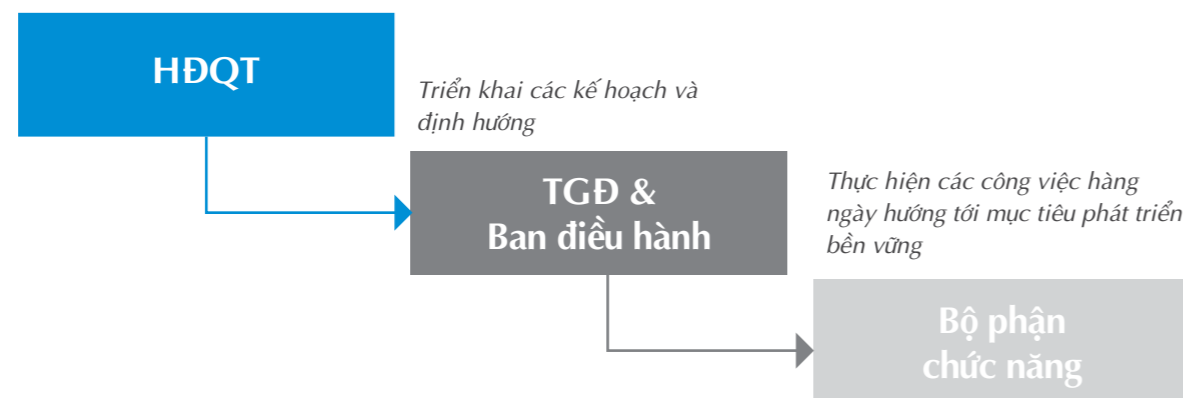 HĐQT
Triển khai các kế hoạch và
định hướng
TGĐ &
Ban điều hành
Thực hiện các công việc hàng
ngày hướng tới mục tiêu phát triển
bền vững
Bộ phận
chức năng